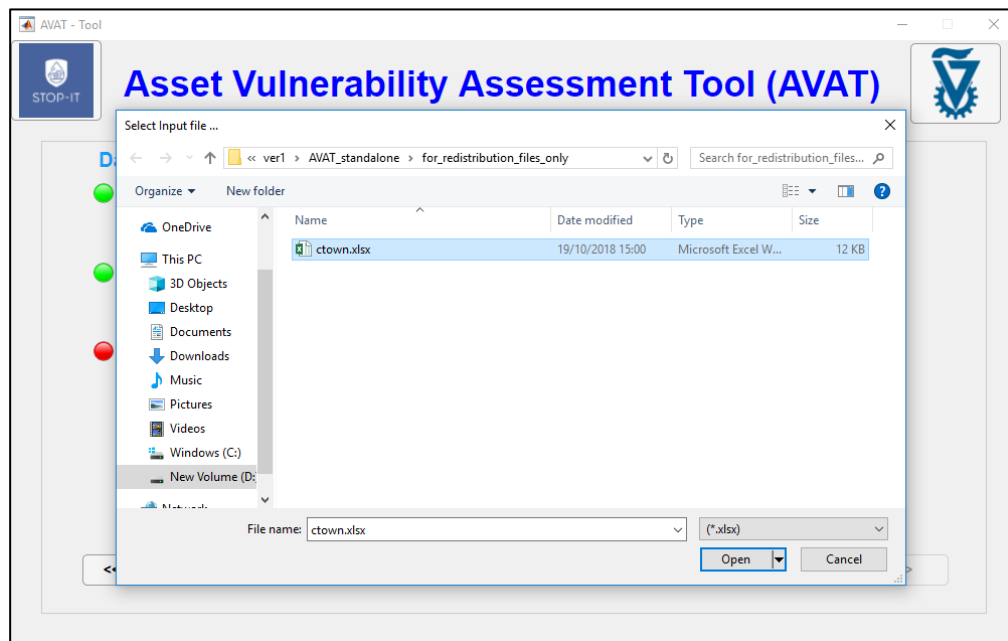 AVAT - Tool
STOP-IT
Asset Vulnerability Assessment Tool (AVAT)
Select Input file ...
« ver1 > AVAT_standalone > for_redistribution_files_only
Search for_redistribution_files...
Organize
New folder
Name
Date modified
Type
Size
ctown.xlsx
19/10/2018 15:00
Microsoft Excel W...
12 KB
OneDrive
This PC
3D Objects
Desktop
Documents
Downloads
Music
Pictures
Videos
Windows (C:)
New Volume (D:
File name:
ctown.xlsx
(*.xlsx)
Open
Cancel